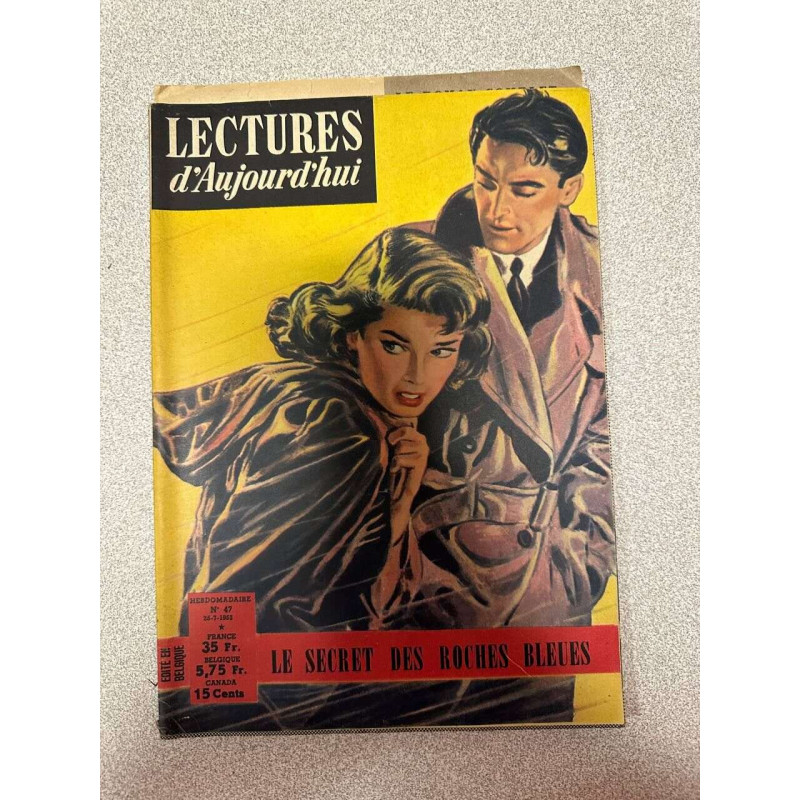 LECTURES
d'Aujourd'hui
HEBDOMADAIRE
N° 47
FRANCE
35 Fr.
BELGIQUE
5,75 Fr.
CANADA
15 Cents
EDITE EN
BELGIQUE
LE SECRET DES ROCHES BLEUES